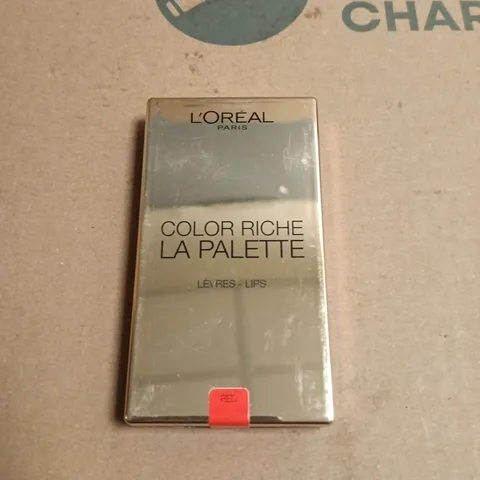 CHAR
L'ORÉAL
PARIS
COLOR RICHE
LA PALETTE
LÈVRES - LIPS
RED